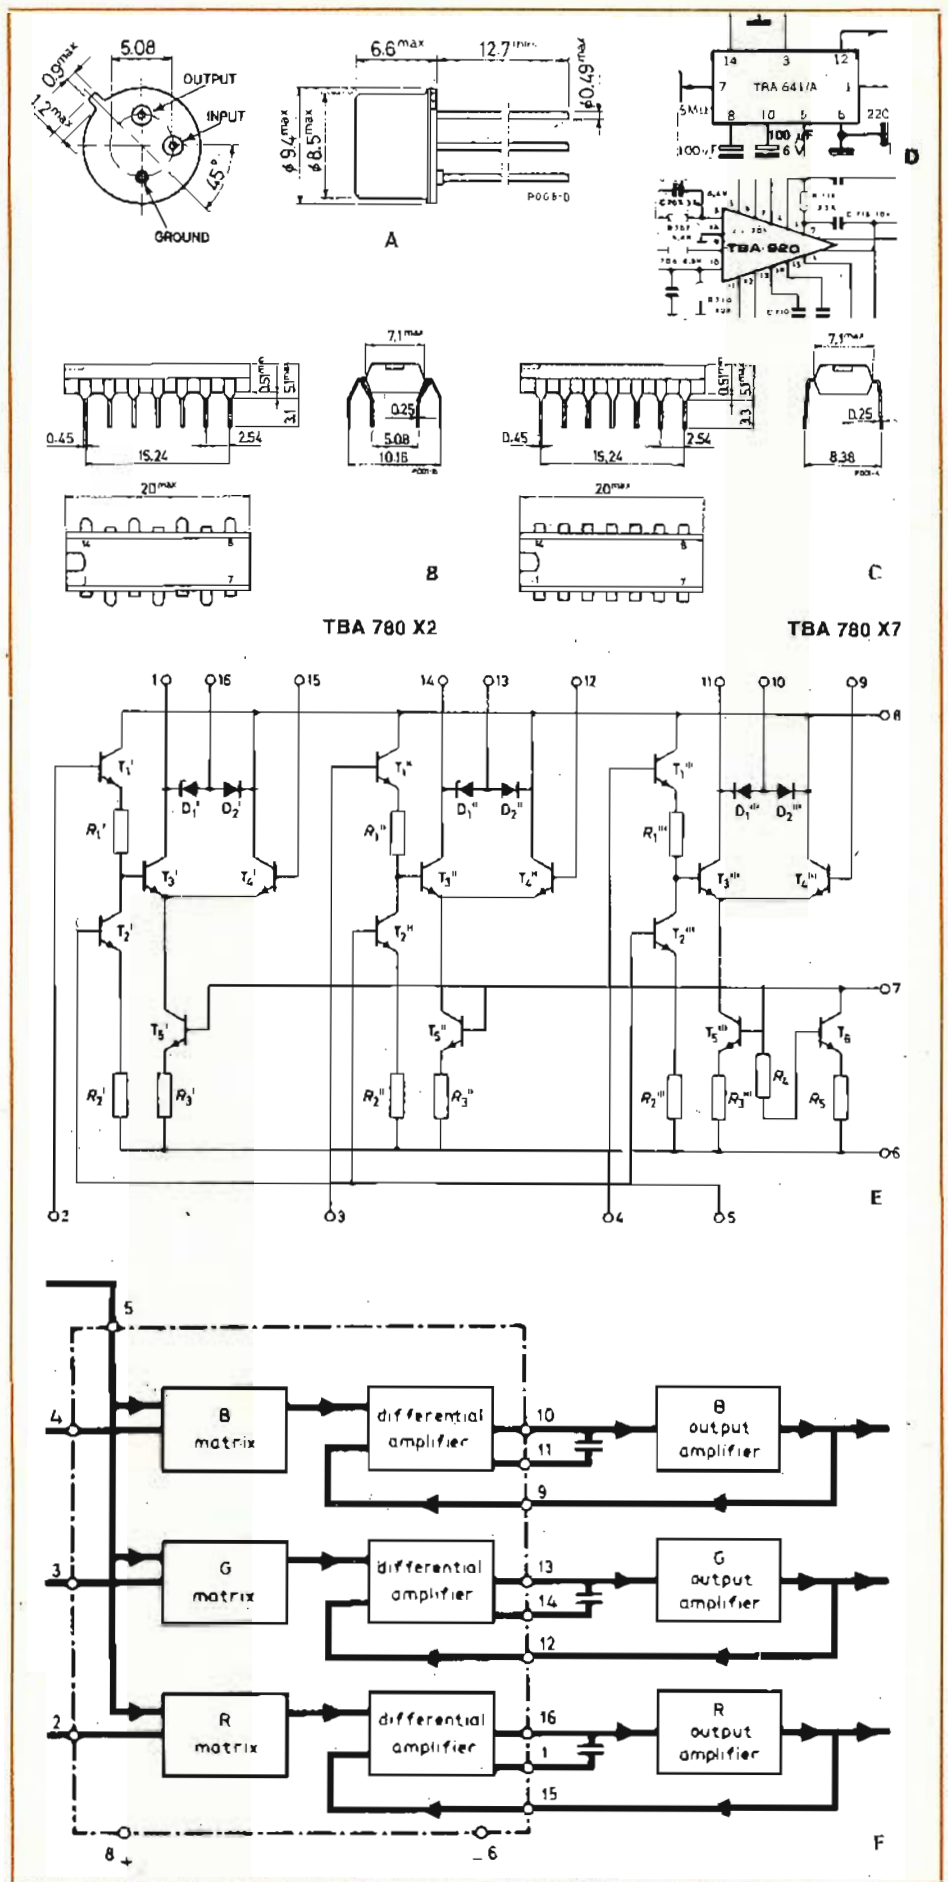 5.08
0.9max
1.2max
OUTPUT
INPUT
45°
GROUND
6.6max
12.7min
ø0.49max
ø9.4max
ø8.5max
A
14 3 12
7 1
8 10 5 6
100 µF
6 V
220
D
TBA 920
0.51
5.1max
3.1
0.45
2.54
15.24
7.1max
0.25
5.08
10.16
20max
14 8
1 7
B
0.51
3.3
0.45
2.54
15,24
7,1max
0.25
8.38
20max
14 8
1 7
C
TBA 780 X2
TBA 780 X7
1 16 15 14 13 12 11 10 9
8
T1' T1" T1'''
D1' D2' D1" D2" D1''' D2'''
R1' R1" R1'''
T3' T4' T3" T4" T3''' T4'''
T2' T2" T2'''
7
T5' T5" T5''' T6
R4
R2' R3' R2" R3" R2''' R3''' R5
6
E
2 3 4 5
5
4
B
matrix
differential
amplifier
10
11
9
B
output
amplifier
3
G
matrix
differential
amplifier
13
14
12
G
output
amplifier
2
R
matrix
differential
amplifier
16
1
15
R
output
amplifier
8 +
– 6
F